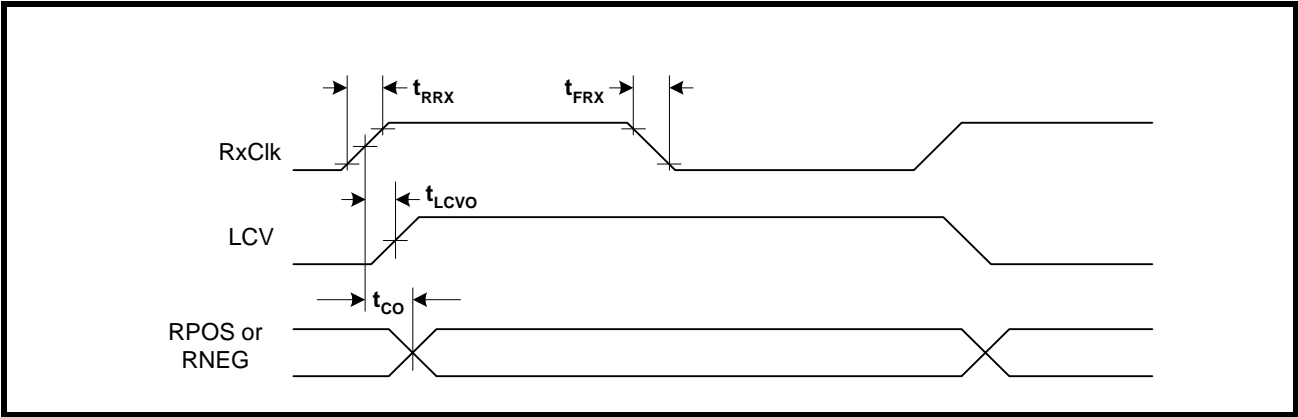 tRRX
tFRX
RxClk
tLCVO
LCV
tCO
RPOS or
RNEG